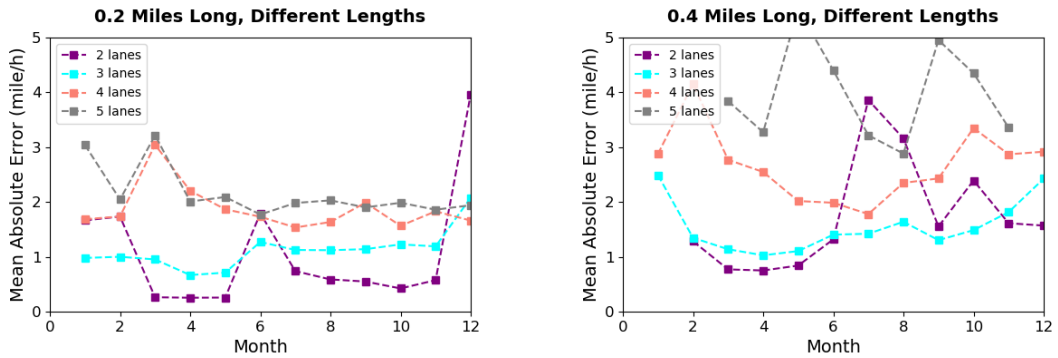 0.2 Miles Long, Different Lengths
Mean Absolute Error (mile/h)
5
4
3
2
1
0
2 lanes
3 lanes
4 lanes
5 lanes
0 2 4 6 8 10 12
Month
0.4 Miles Long, Different Lengths
Mean Absolute Error (mile/h)
5
4
3
2
1
0
2 lanes
3 lanes
4 lanes
5 lanes
0 2 4 6 8 10 12
Month